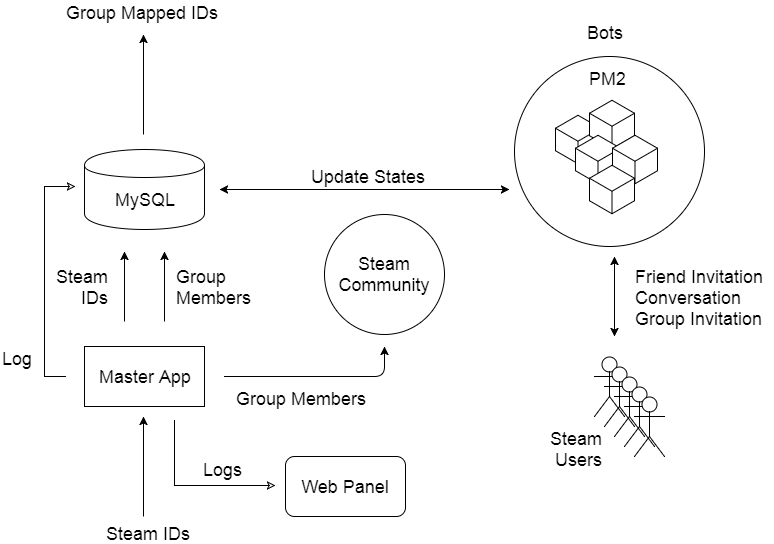 Group Mapped IDs
Bots
PM2
MySQL
Update States
Steam
IDs
Group
Members
Steam
Community
Friend Invitation
Conversation
Group Invitation
Log
Master App
Group Members
Steam
Users
Logs
Web Panel
Steam IDs